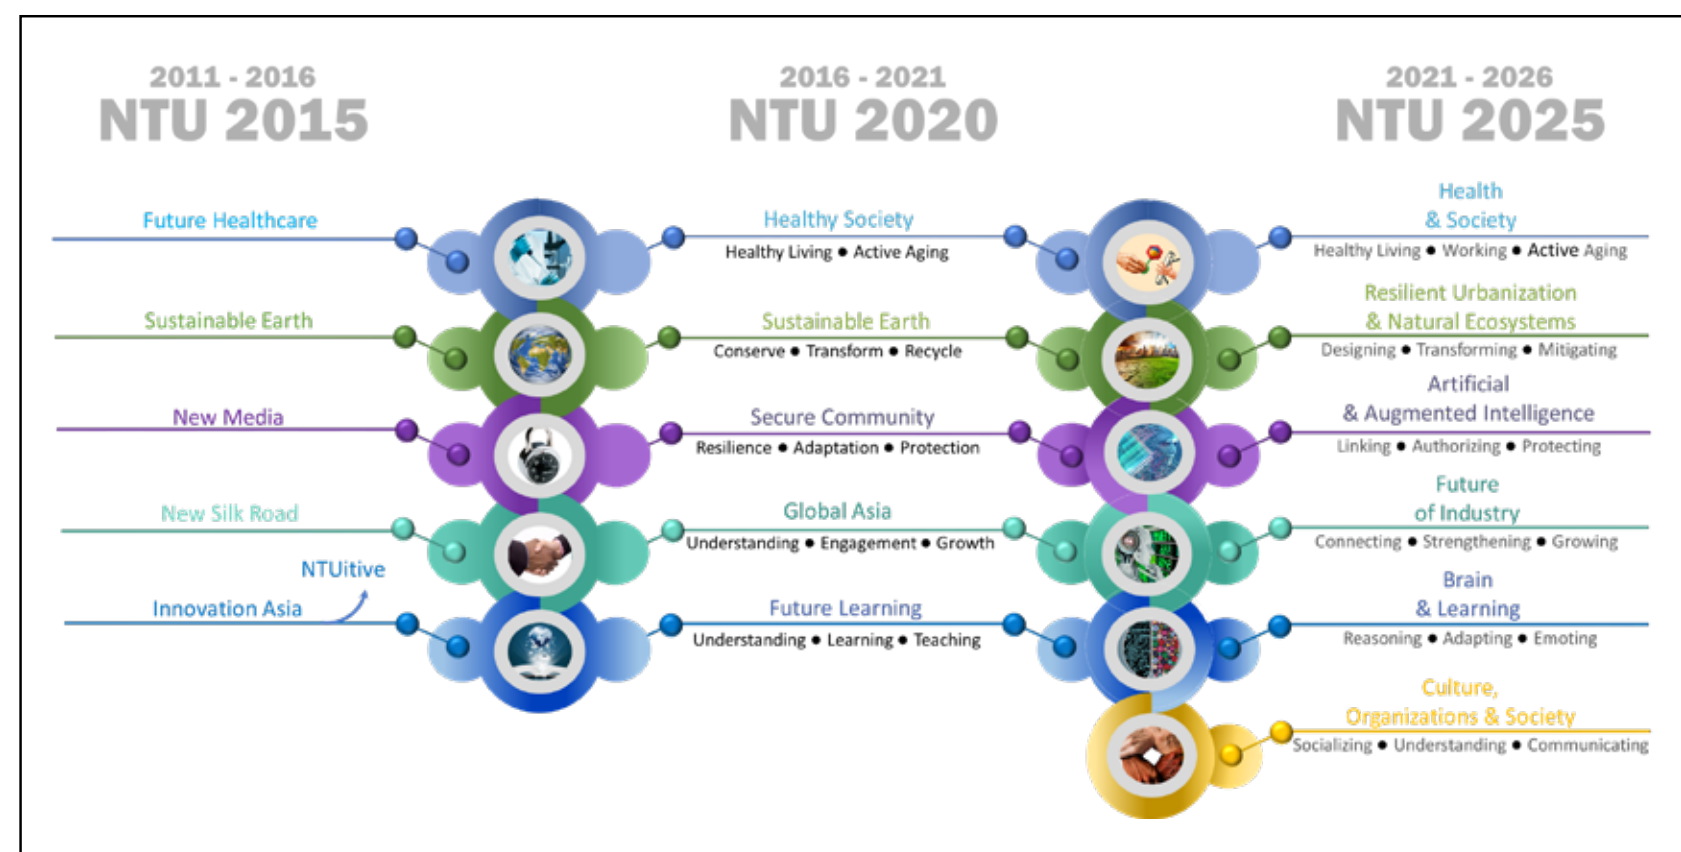 2011 - 2016
NTU 2015
Future Healthcare
Sustainable Earth
New Media
New Silk Road
NTUitive
Innovation Asia
2016 - 2021
NTU 2020
Healthy Society
Healthy Living ● Active Aging
Sustainable Earth
Conserve ● Transform ● Recycle
Secure Community
Resilience ● Adaptation ● Protection
Global Asia
Understanding ● Engagement ● Growth
Future Learning
Understanding ● Learning ● Teaching
2021 - 2026
NTU 2025
Health
& Society
Healthy Living ● Working ● Active Aging
Resilient Urbanization
& Natural Ecosystems
Designing ● Transforming ● Mitigating
Artificial
& Augmented Intelligence
Linking ● Authorizing ● Protecting
Future
of Industry
Connecting ● Strengthening ● Growing
Brain
& Learning
Reasoning ● Adapting ● Emoting
Culture,
Organizations & Society
Socializing ● Understanding ● Communicating